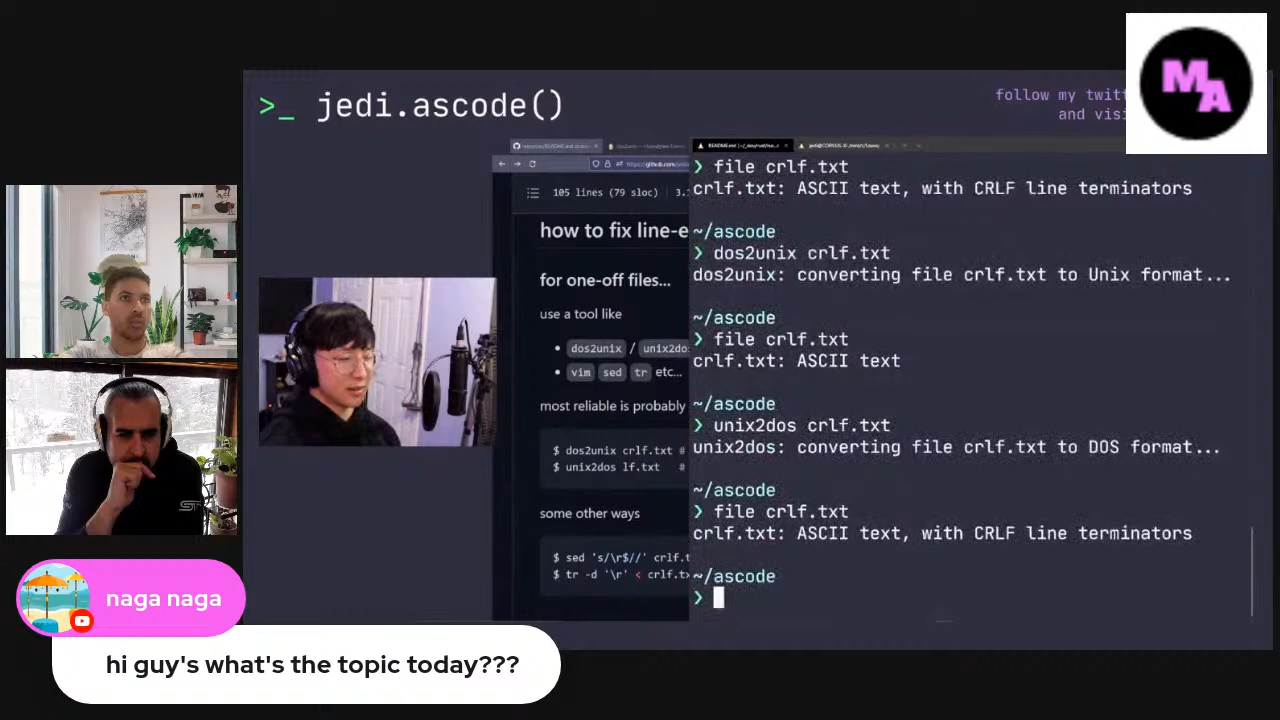 MA
>_ jedi.ascode()
follow my twitt
and visi
105 lines (79 sloc)
3.
how to fix line-e
for one-off files...
use a tool like
• dos2unix / unix2do
• vim sed tr etc...
most reliable is probably
$ dos2unix crlf.txt #
$ unix2dos lf.txt #
some other ways
$ sed 's/\r$//' crlf.t
$ tr -d '\r' < crlf.tx
❯ file crlf.txt
crlf.txt: ASCII text, with CRLF line terminators
~/ascode
❯ dos2unix crlf.txt
dos2unix: converting file crlf.txt to Unix format...
~/ascode
❯ file crlf.txt
crlf.txt: ASCII text
~/ascode
❯ unix2dos crlf.txt
unix2dos: converting file crlf.txt to DOS format...
~/ascode
❯ file crlf.txt
crlf.txt: ASCII text, with CRLF line terminators
~/ascode
❯
naga naga
hi guy's what's the topic today???